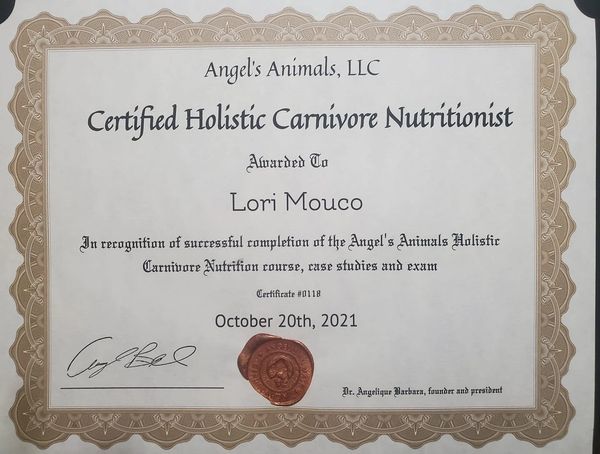 Angel's Animals, LLC
Certified Holistic Carnivore Nutritionist
Awarded To
Lori Mouco
In recognition of successful completion of the Angel's Animals Holistic
Carnivore Nutrition course, case studies and exam
Certificate #0118
October 20th, 2021
Dr. Angelique Barbara, founder and president